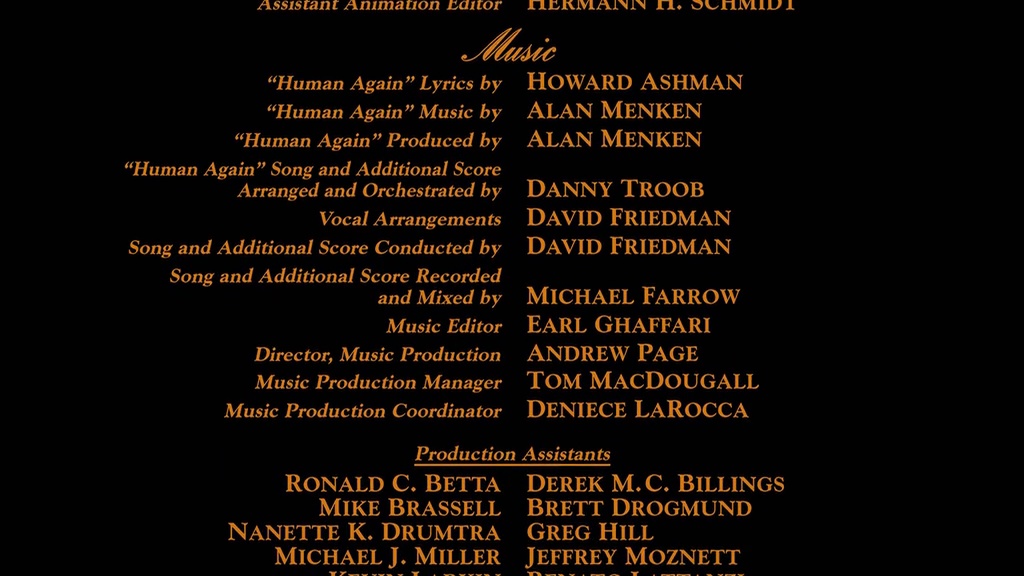 Assistant Animation Editor HERMANN H. SCHMIDT
Music
“Human Again” Lyrics by HOWARD ASHMAN
“Human Again” Music by ALAN MENKEN
“Human Again” Produced by ALAN MENKEN
“Human Again” Song and Additional Score
Arranged and Orchestrated by DANNY TROOB
Vocal Arrangements DAVID FRIEDMAN
Song and Additional Score Conducted by DAVID FRIEDMAN
Song and Additional Score Recorded
and Mixed by MICHAEL FARROW
Music Editor EARL GHAFFARI
Director, Music Production ANDREW PAGE
Music Production Manager TOM MACDOUGALL
Music Production Coordinator DENIECE LAROCCA
Production Assistants
RONALD C. BETTA DEREK M.C. BILLINGS
MIKE BRASSELL BRETT DROGMUND
NANETTE K. DRUMTRA GREG HILL
MICHAEL J. MILLER JEFFREY MOZNETT
KEVIN RENATO LATTANZI